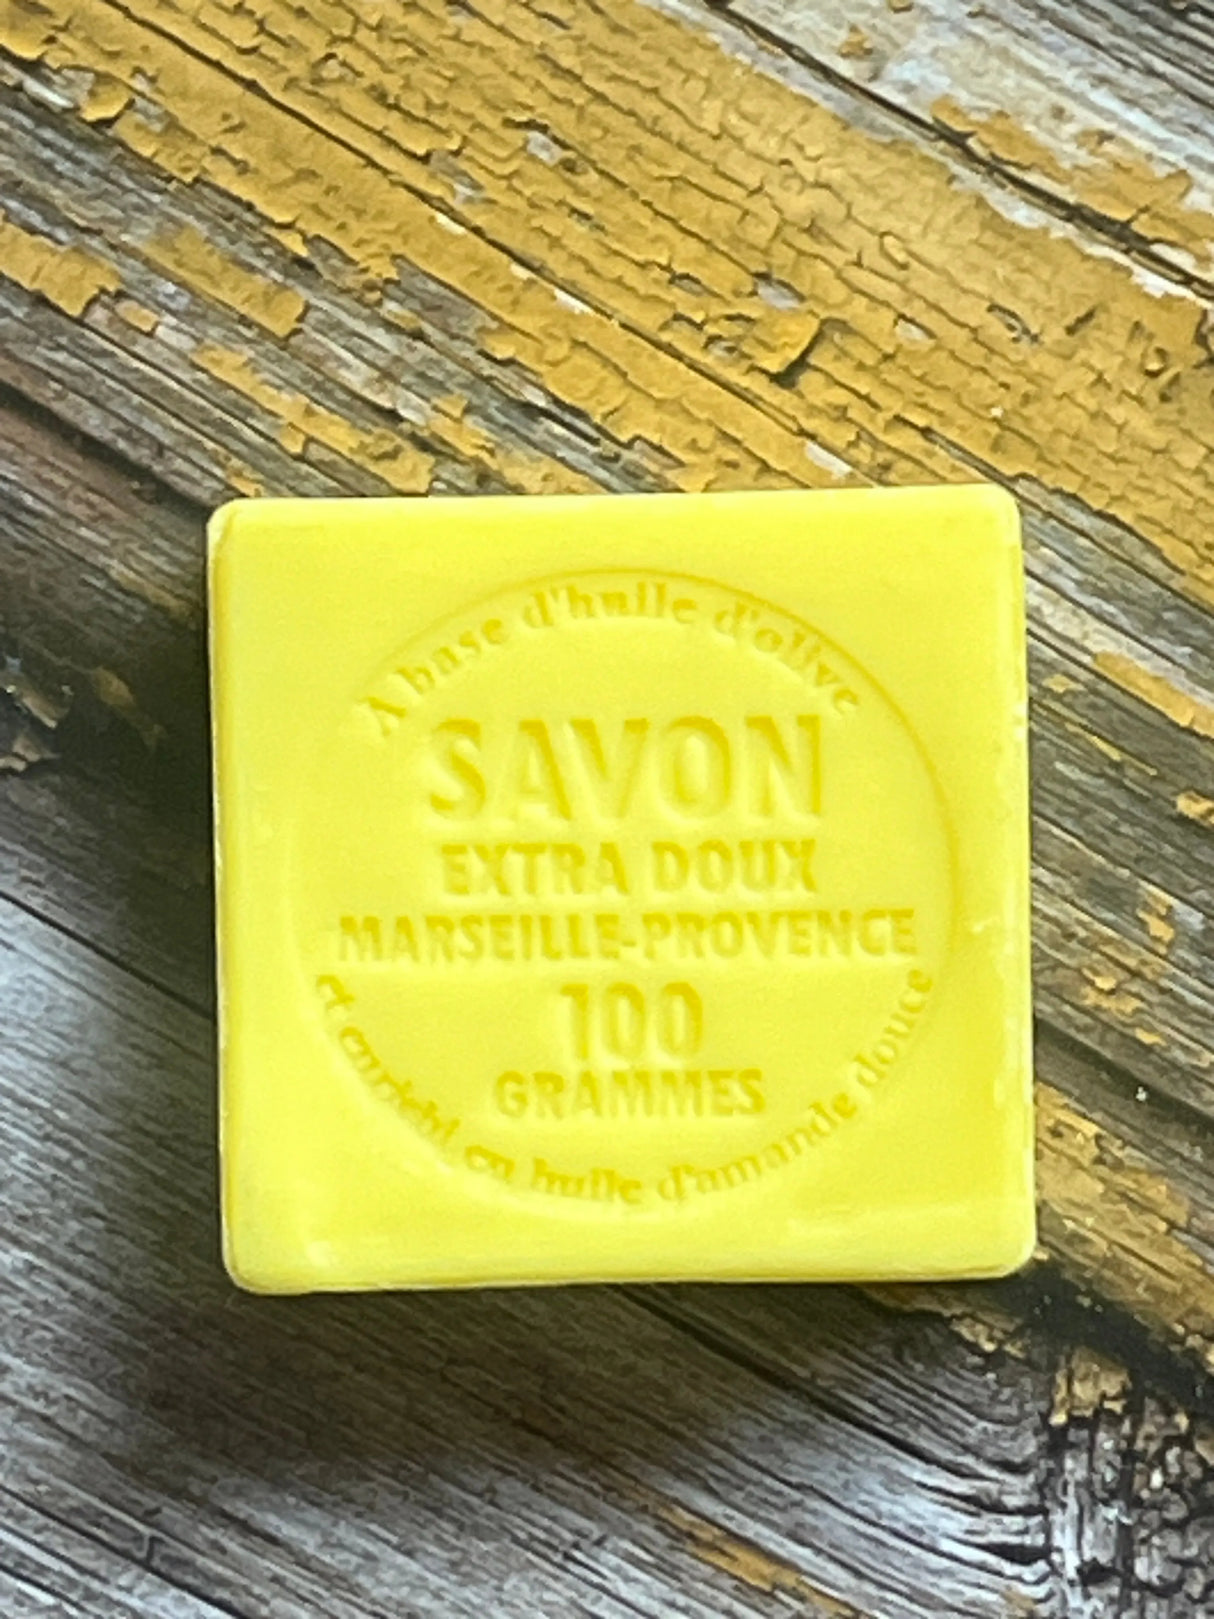 A base d'huile d'olive
SAVON
EXTRA DOUX
MARSEILLE-PROVENCE
100
GRAMMES
et enrichi en huile d'amande douce